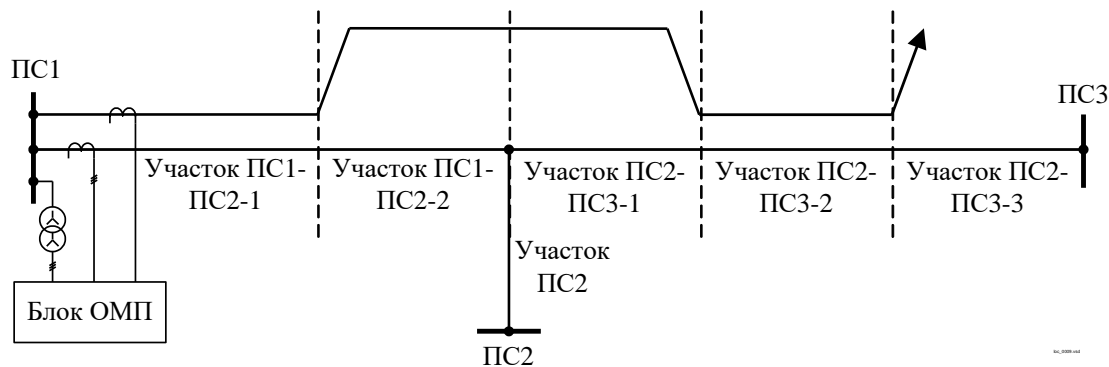 ПС1
ПС3
Участок ПС1-
ПС2-1
Участок ПС1-
ПС2-2
Участок ПС2-
ПС3-1
Участок ПС2-
ПС3-2
Участок ПС2-
ПС3-3
Участок
ПС2
Блок ОМП
ПС2